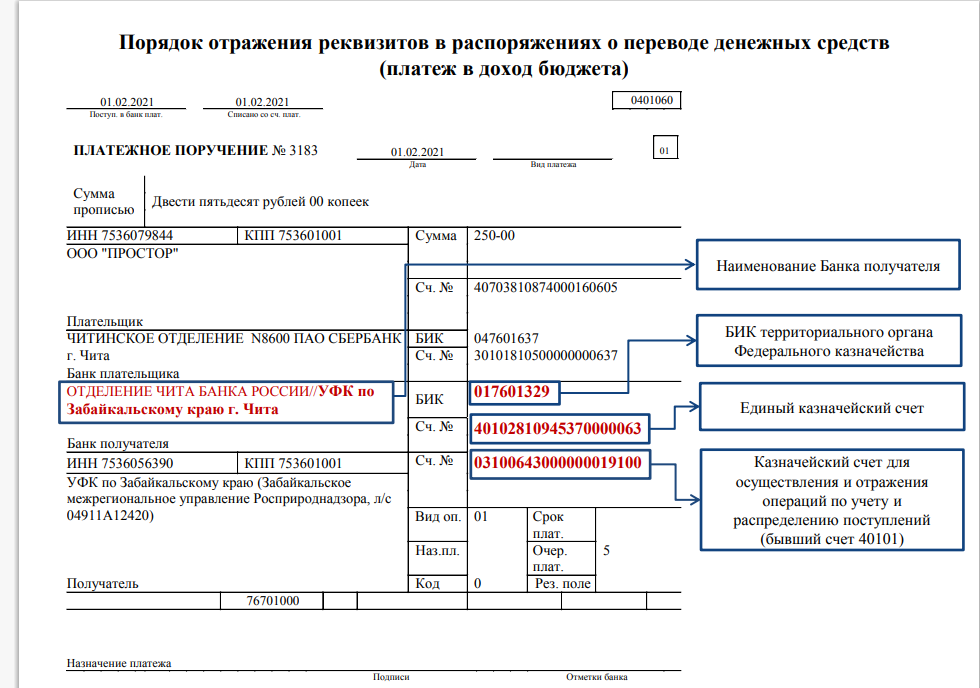 Порядок отражения реквизитов в распоряжениях о переводе денежных средств
(платеж в доход бюджета)
01.02.2021 01.02.2021 0401060
Поступ. в банк плат. Списано со сч. плат.
ПЛАТЕЖНОЕ ПОРУЧЕНИЕ № 3183 01.02.2021 01
Дата Вид платежа
Сумма
прописью
Двести пятьдесят рублей 00 копеек
ИНН 7536079844 КПП 753601001 Сумма 250-00
ООО "ПРОСТОР"
Сч. № 40703810874000160605
Плательщик
ЧИТИНСКОЕ ОТДЕЛЕНИЕ N8600 ПАО СБЕРБАНК БИК 047601637
г. Чита Сч. № 30101810500000000637
Банк плательщика
ОТДЕЛЕНИЕ ЧИТА БАНКА РОССИИ//УФК по
Забайкальскому краю г. Чита
БИК 017601329
Сч. № 40102810945370000063
Банк получателя
ИНН 7536056390 КПП 753601001 Сч. № 03100643000000019100
УФК по Забайкальскому краю (Забайкальское
межрегиональное управление Росприроднадзора, л/с
04911А12420)
Вид оп. 01 Срок
плат.
Наз.пл. Очер.
плат.
5
Получатель Код 0 Рез. поле
76701000
Назначение платежа
Подписи Отметки банка
Наименование Банка получателя
БИК территориального органа
Федерального казначейства
Единый казначейский счет
Казначейский счет для
осуществления и отражения
операций по учету и
распределению поступлений
(бывший счет 40101)